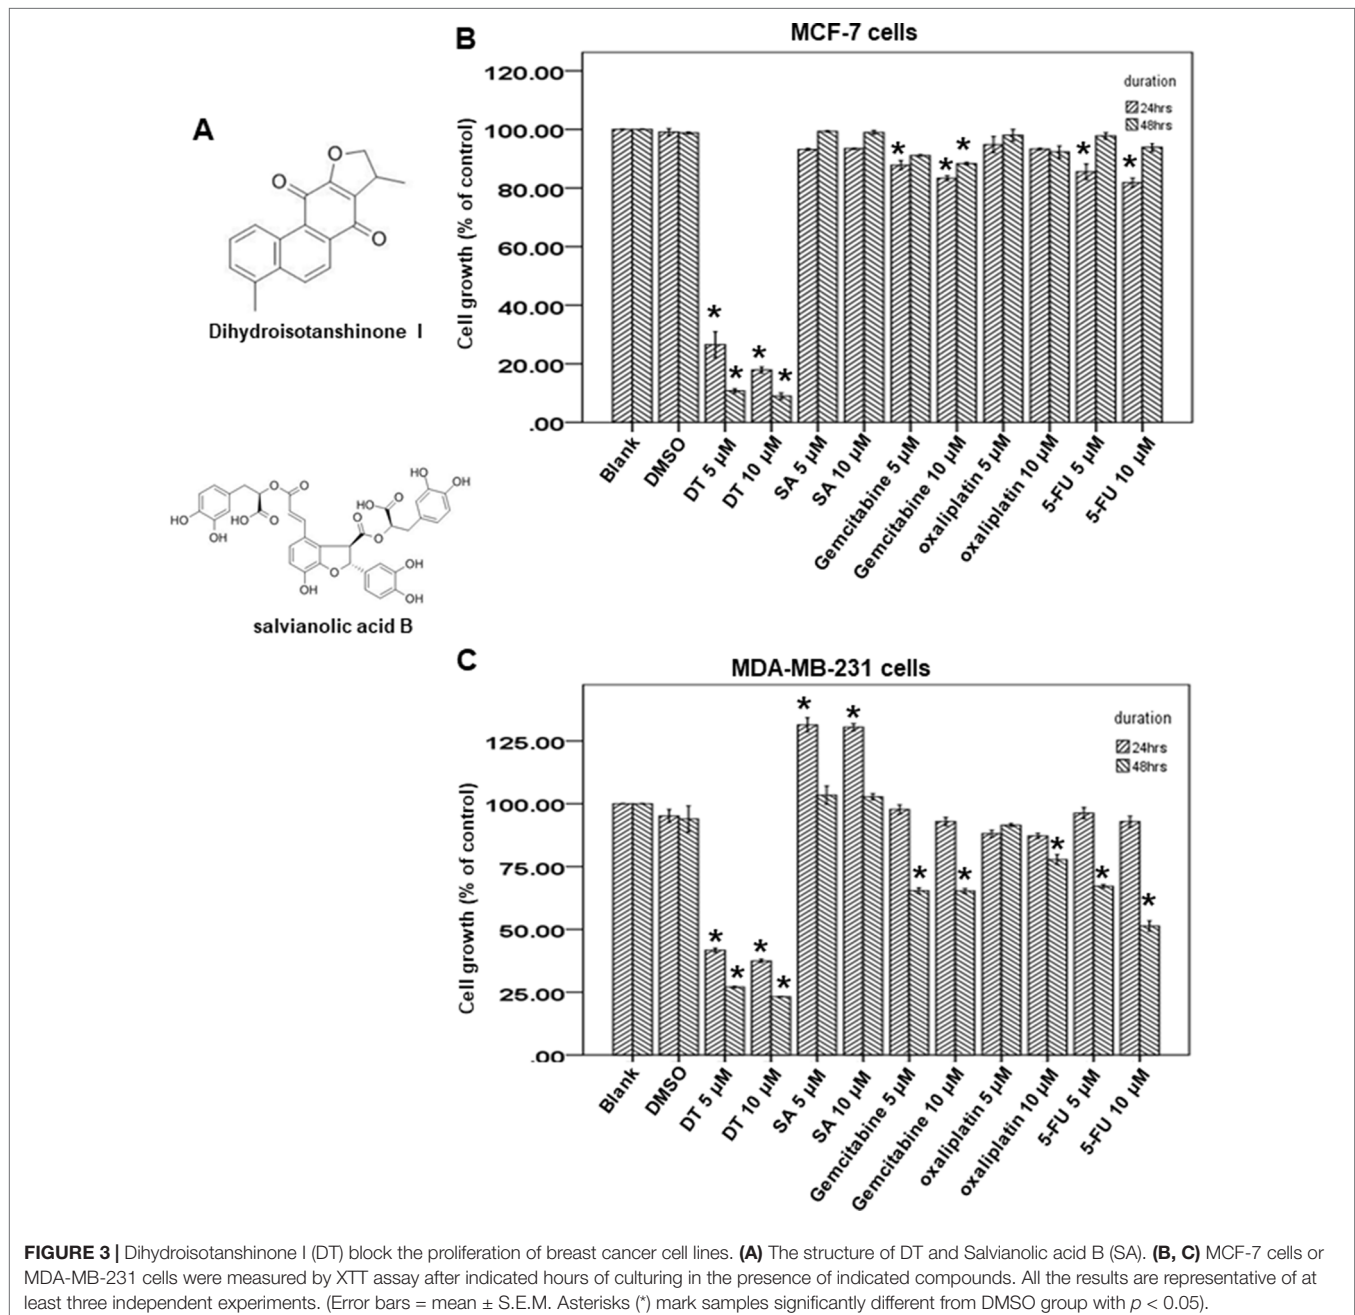 A
O
O
O
Dihydroisotanshinone I
HO
OH
HO
O
O
O
HO
O
O
O
HO
OH
O
OH
OH
OH
salvianolic acid B
B
MCF-7 cells
Cell growth (% of control)
120.00
100.00
80.00
60.00
40.00
20.00
.00
duration
24hrs
48hrs
* * * * * * * * *
Blank
DMSO
DT 5 µM
DT 10 µM
SA 5 µM
SA 10 µM
Gemcitabine 5 µM
Gemcitabine 10 µM
oxaliplatin 5 µM
oxaliplatin 10 µM
5-FU 5 µM
5-FU 10 µM
C
MDA-MB-231 cells
Cell growth (% of control)
125.00
100.00
75.00
50.00
25.00
.00
duration
24hrs
48hrs
* * * * * * * * * * *
Blank
DMSO
DT 5 µM
DT 10 µM
SA 5 µM
SA 10 µM
Gemcitabine 5 µM
Gemcitabine 10 µM
oxaliplatin 5 µM
oxaliplatin 10 µM
5-FU 5 µM
5-FU 10 µM
FIGURE 3 | Dihydroisotanshinone I (DT) block the proliferation of breast cancer cell lines. (A) The structure of DT and Salvianolic acid B (SA). (B, C) MCF-7 cells or
MDA-MB-231 cells were measured by XTT assay after indicated hours of culturing in the presence of indicated compounds. All the results are representative of at
least three independent experiments. (Error bars = mean ± S.E.M. Asterisks (*) mark samples significantly different from DMSO group with p < 0.05).